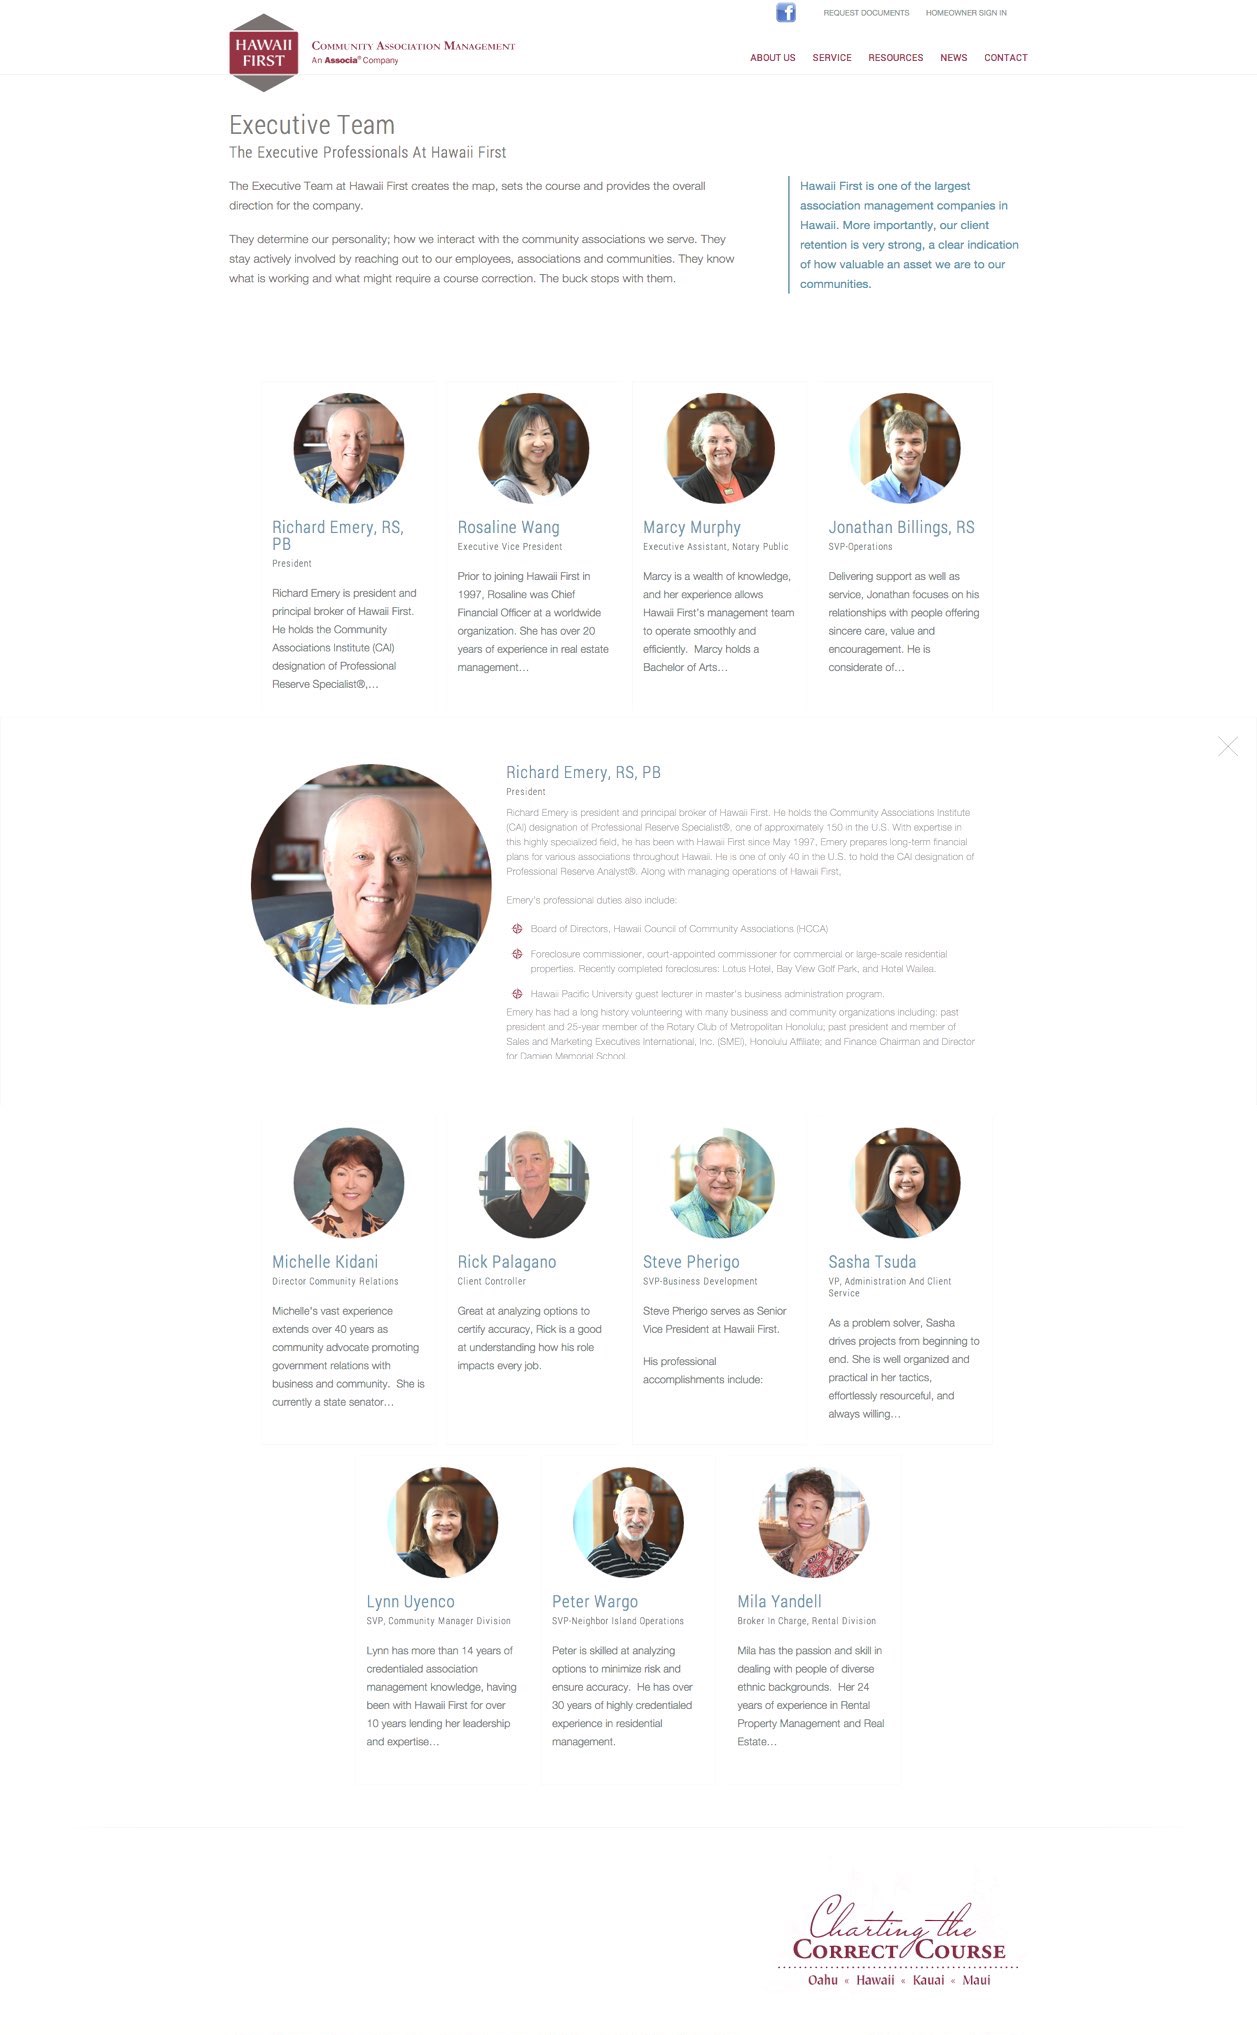 REQUEST DOCUMENTS HOMEOWNER SIGN IN
HAWAII
FIRST
COMMUNITY ASSOCIATION MANAGEMENT
An Associa® Company
ABOUT US SERVICE RESOURCES NEWS CONTACT
Executive Team
The Executive Professionals At Hawaii First
The Executive Team at Hawaii First creates the map, sets the course and provides the overall
direction for the company.
They determine our personality; how we interact with the community associations we serve. They
stay actively involved by reaching out to our employees, associations and communities. They know
what is working and what might require a course correction. The buck stops with them.
Hawaii First is one of the largest
association management companies in
Hawaii. More importantly, our client
retention is very strong, a clear indication
of how valuable an asset we are to our
communities.
Richard Emery, RS,
PB
President
Richard Emery is president and
principal broker of Hawaii First.
He holds the Community
Associations Institute (CAI)
designation of Professional
Reserve Specialist®,...
Rosaline Wang
Executive Vice President
Prior to joining Hawaii First in
1997, Rosaline was Chief
Financial Officer at a worldwide
organization. She has over 20
years of experience in real estate
management...
Marcy Murphy
Executive Assistant, Notary Public
Marcy is a wealth of knowledge,
and her experience allows
Hawaii First's management team
to operate smoothly and
efficiently. Marcy holds a
Bachelor of Arts...
Jonathan Billings, RS
SVP-Operations
Delivering support as well as
service, Jonathan focuses on his
relationships with people offering
sincere care, value and
encouragement. He is
considerate of...
Richard Emery, RS, PB
President
Richard Emery is president and principal broker of Hawaii First. He holds the Community Associations Institute
(CAI) designation of Professional Reserve Specialist®, one of approximately 150 in the U.S. With expertise in
this highly specialized field, he has been with Hawaii First since May 1997, Emery prepares long-term financial
plans for various associations throughout Hawaii. He is one of only 40 in the U.S. to hold the CAI designation of
Professional Reserve Analyst®. Along with managing operations of Hawaii First,
Emery's professional duties also include:
Board of Directors, Hawaii Council of Community Associations (HCCA)
Foreclosure commissioner, court-appointed commissioner for commercial or large-scale residential
properties. Recently completed foreclosures: Lotus Hotel, Bay View Golf Park, and Hotel Wailea.
Hawaii Pacific University guest lecturer in master's business administration program.
Emery has had a long history volunteering with many business and community organizations including: past
president and 25-year member of the Rotary Club of Metropolitan Honolulu; past president and member of
Sales and Marketing Executives International, Inc. (SMEI), Honolulu Affiliate; and Finance Chairman and Director
for Damien Memorial School.
Michelle Kidani
Director Community Relations
Michelle's vast experience
extends over 40 years as
community advocate promoting
government relations with
business and community. She is
currently a state senator...
Rick Palagano
Client Controller
Great at analyzing options to
certify accuracy, Rick is a good
at understanding how his role
impacts every job.
Steve Pherigo
SVP-Business Development
Steve Pherigo serves as Senior
Vice President at Hawaii First.
His professional
accomplishments include:
Sasha Tsuda
VP, Administration And Client
Service
As a problem solver, Sasha
drives projects from beginning to
end. She is well organized and
practical in her tactics,
effortlessly resourceful, and
always willing...
Lynn Uyenco
SVP, Community Manager Division
Lynn has more than 14 years of
credentialed association
management knowledge, having
been with Hawaii First for over
10 years lending her leadership
and expertise...
Peter Wargo
SVP-Neighbor Island Operations
Peter is skilled at analyzing
options to minimize risk and
ensure accuracy. He has over
30 years of highly credentialed
experience in residential
management.
Mila Yandell
Broker In Charge, Rental Division
Mila has the passion and skill in
dealing with people of diverse
ethnic backgrounds. Her 24
years of experience in Rental
Property Management and Real
Estate...
Charting the
CORRECT COURSE
Oahu « Hawaii « Kauai « Maui